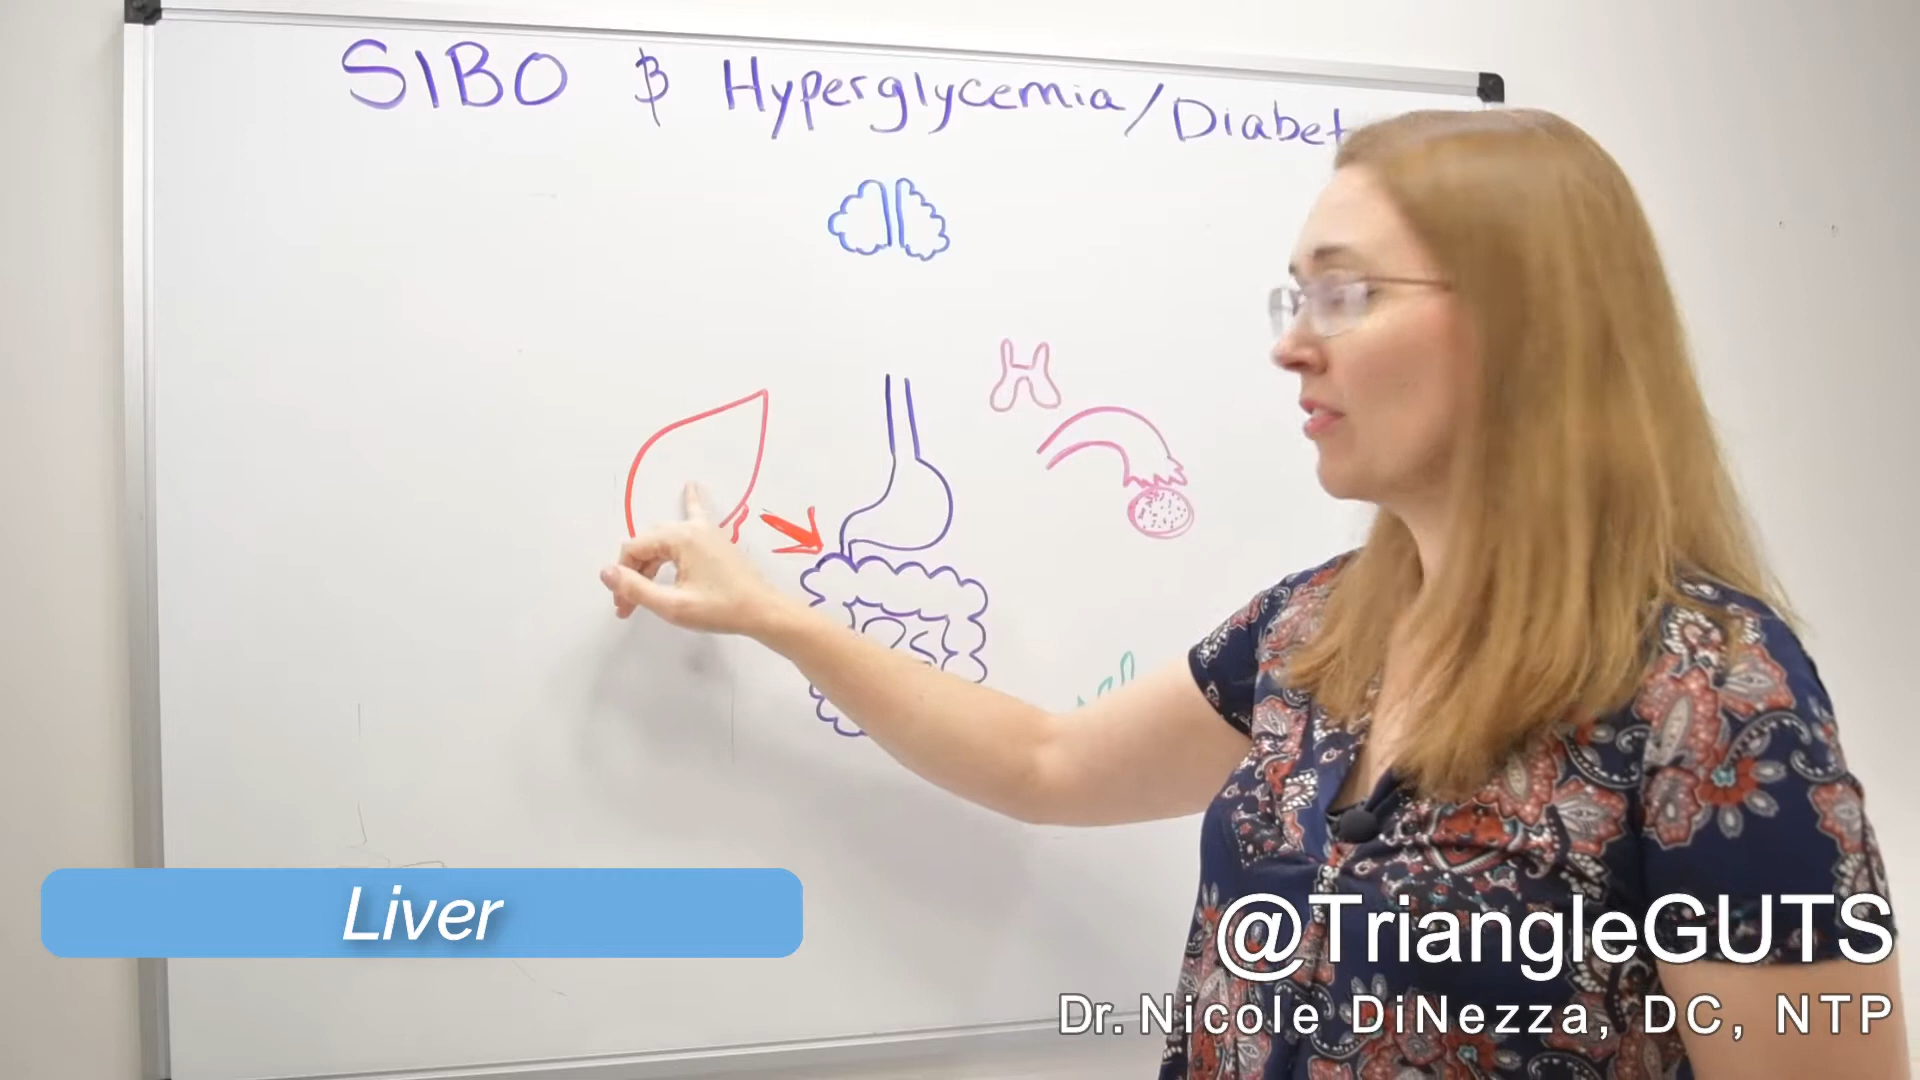 SIBO & Hyperglycemia/Diabet
Liver
@TriangleGUTS
Dr. Nicole DiNezza, DC, NTP